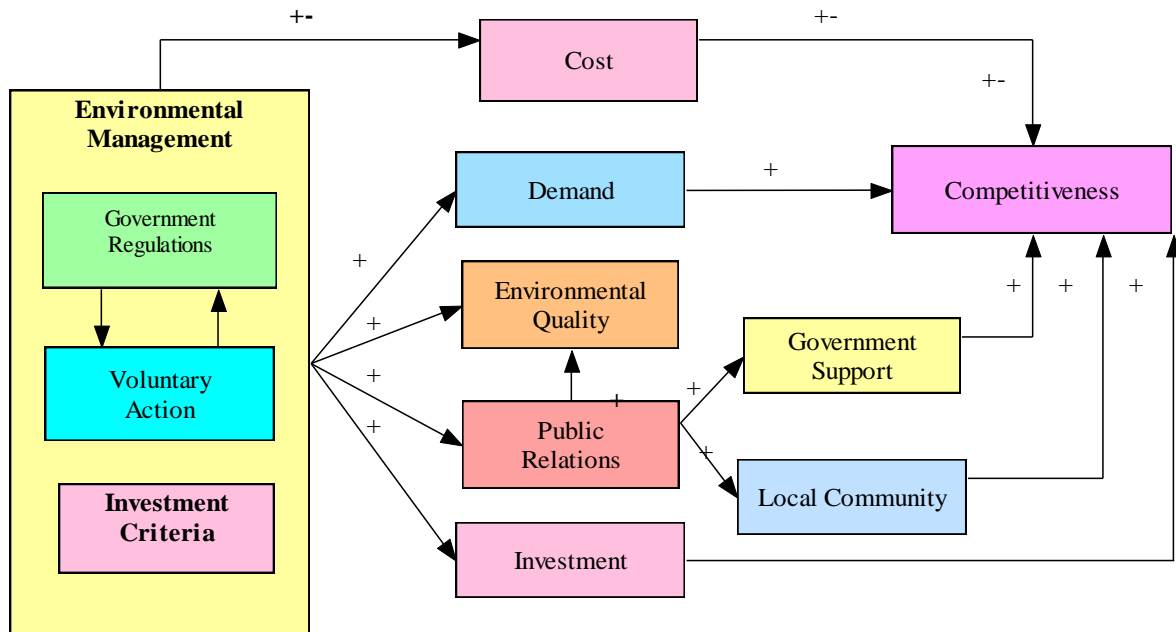 +-
Cost
+-
+-
Environmental
Management
Government
Regulations
Voluntary
Action
Investment
Criteria
Demand
+
Competitiveness
+
Environmental
Quality
+
+
+
+
Public
Relations
+
+
+
Government
Support
Local Community
+
+
+
Investment